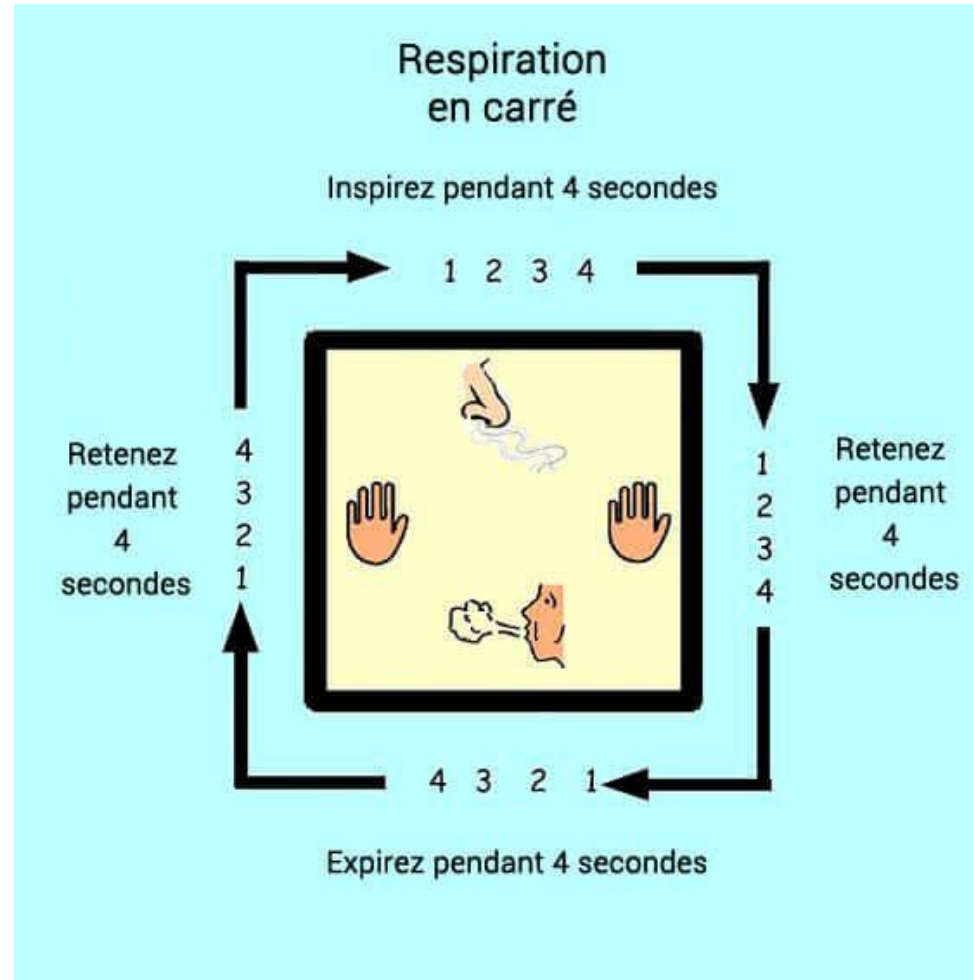 Respiration
en carré
Inspirez pendant 4 secondes
1 2 3 4
Retenez
pendant
4
secondes
4
3
2
1
1
2
3
4
Retenez
pendant
4
secondes
4 3 2 1
Expirez pendant 4 secondes